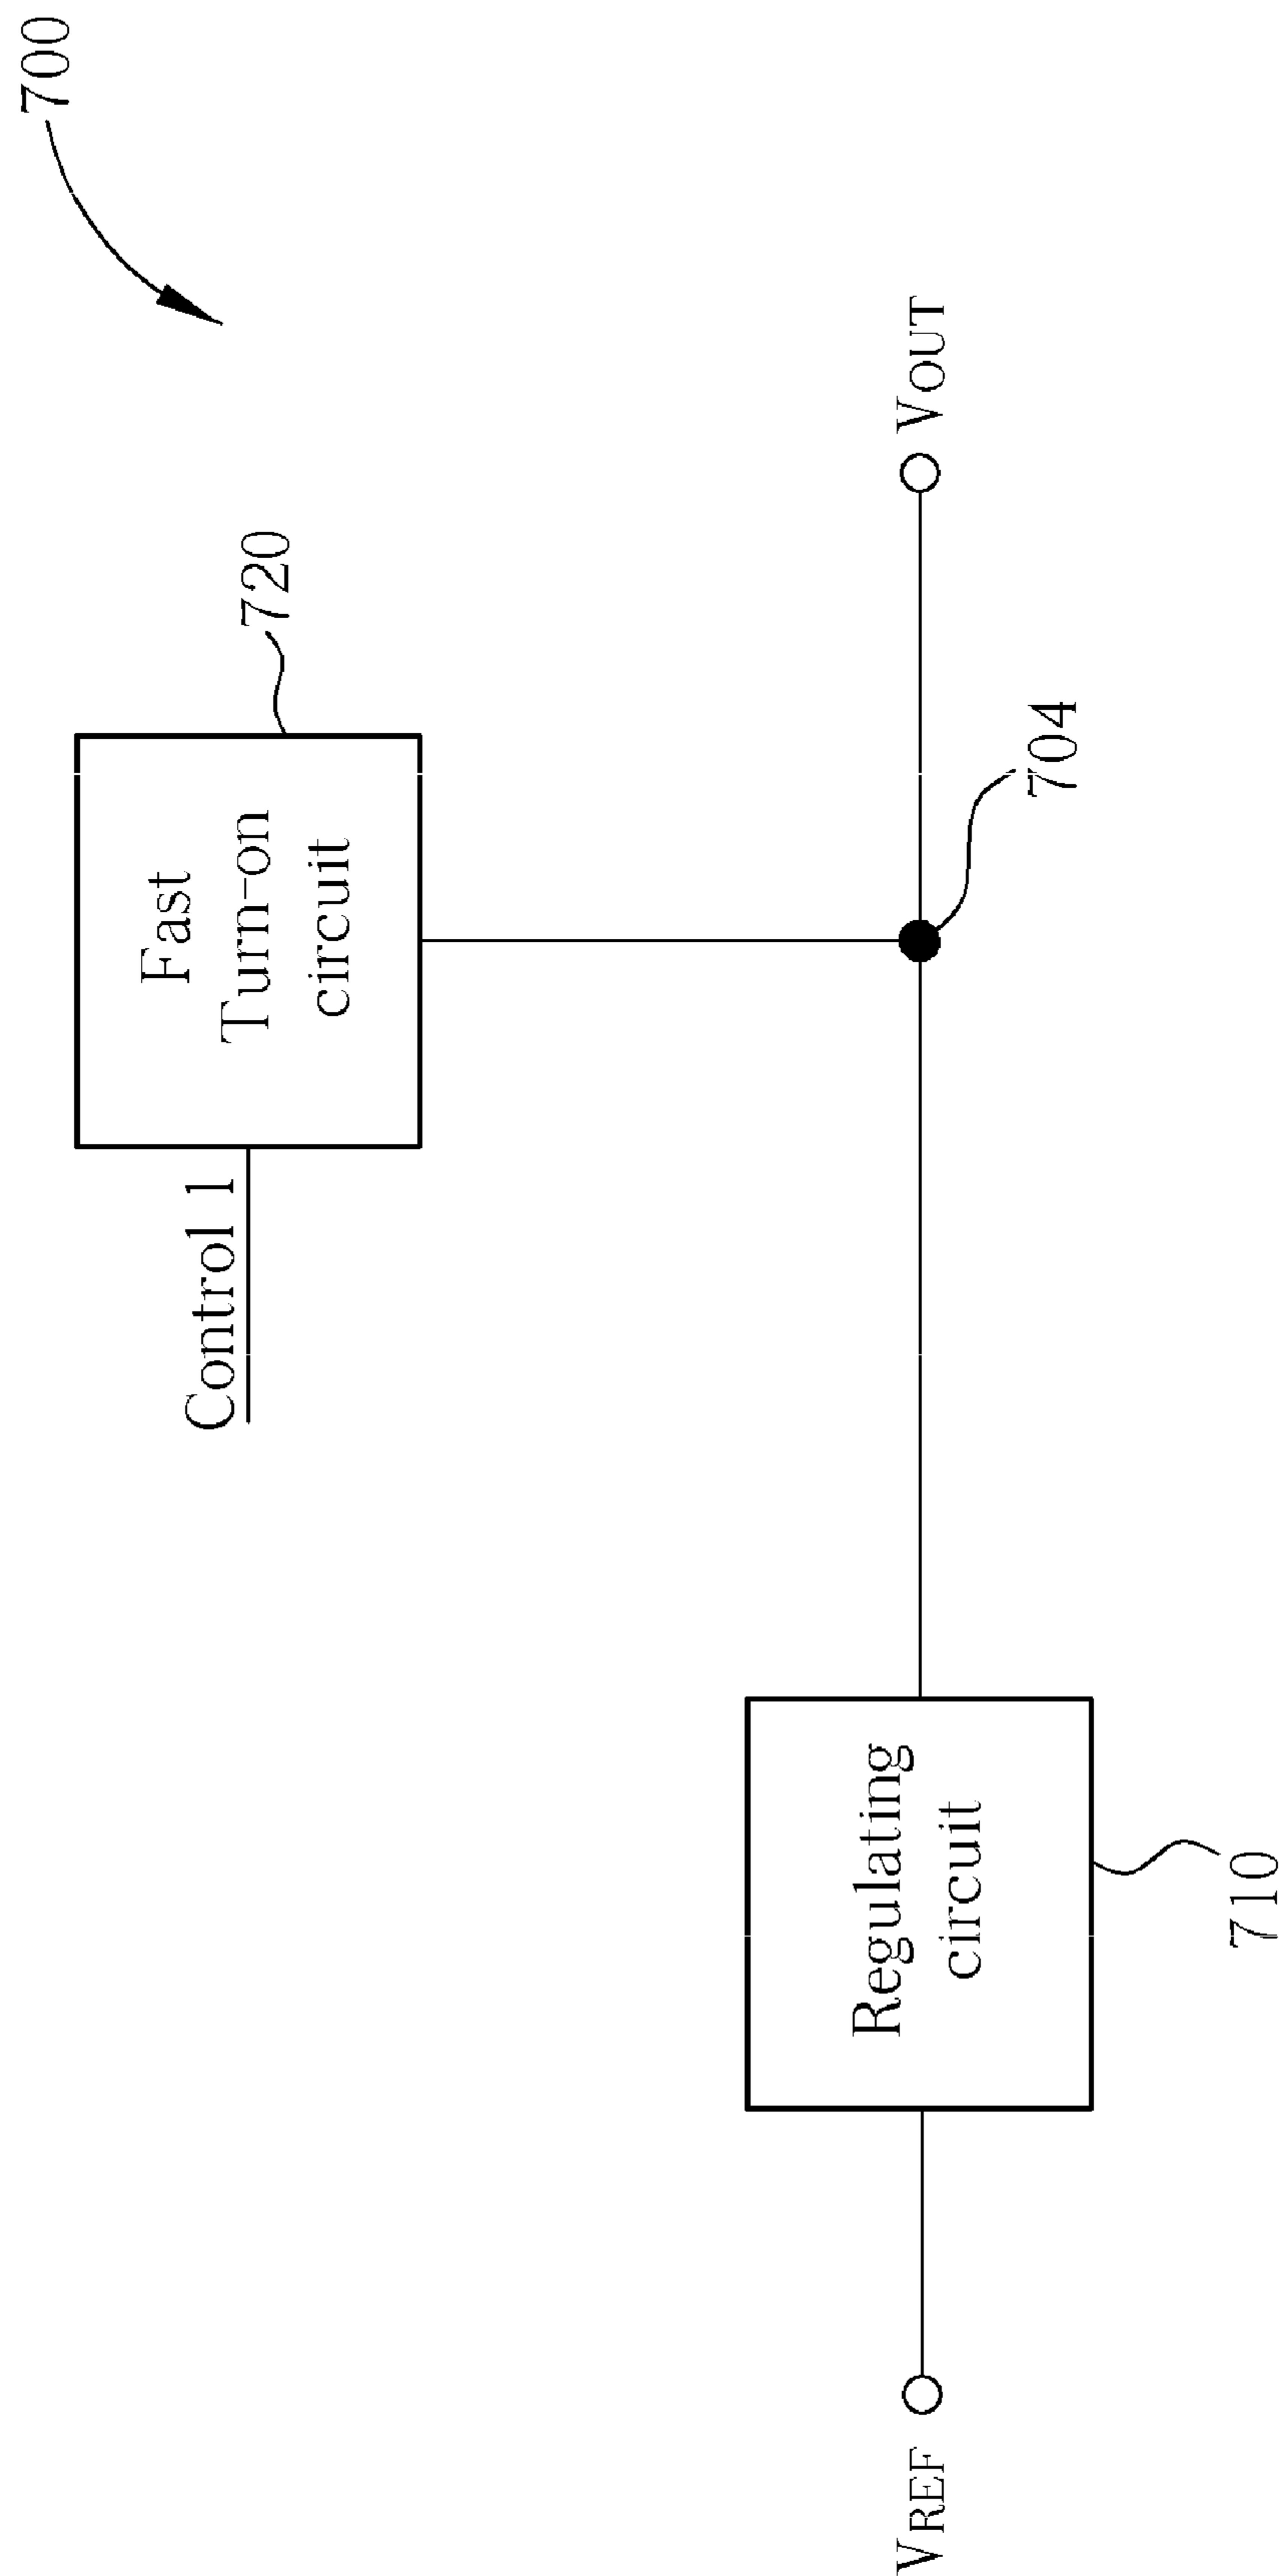 700
720
Fast
Turn-on
circuit
Control 1
VOUT
704
Regulating
circuit
710
VREF